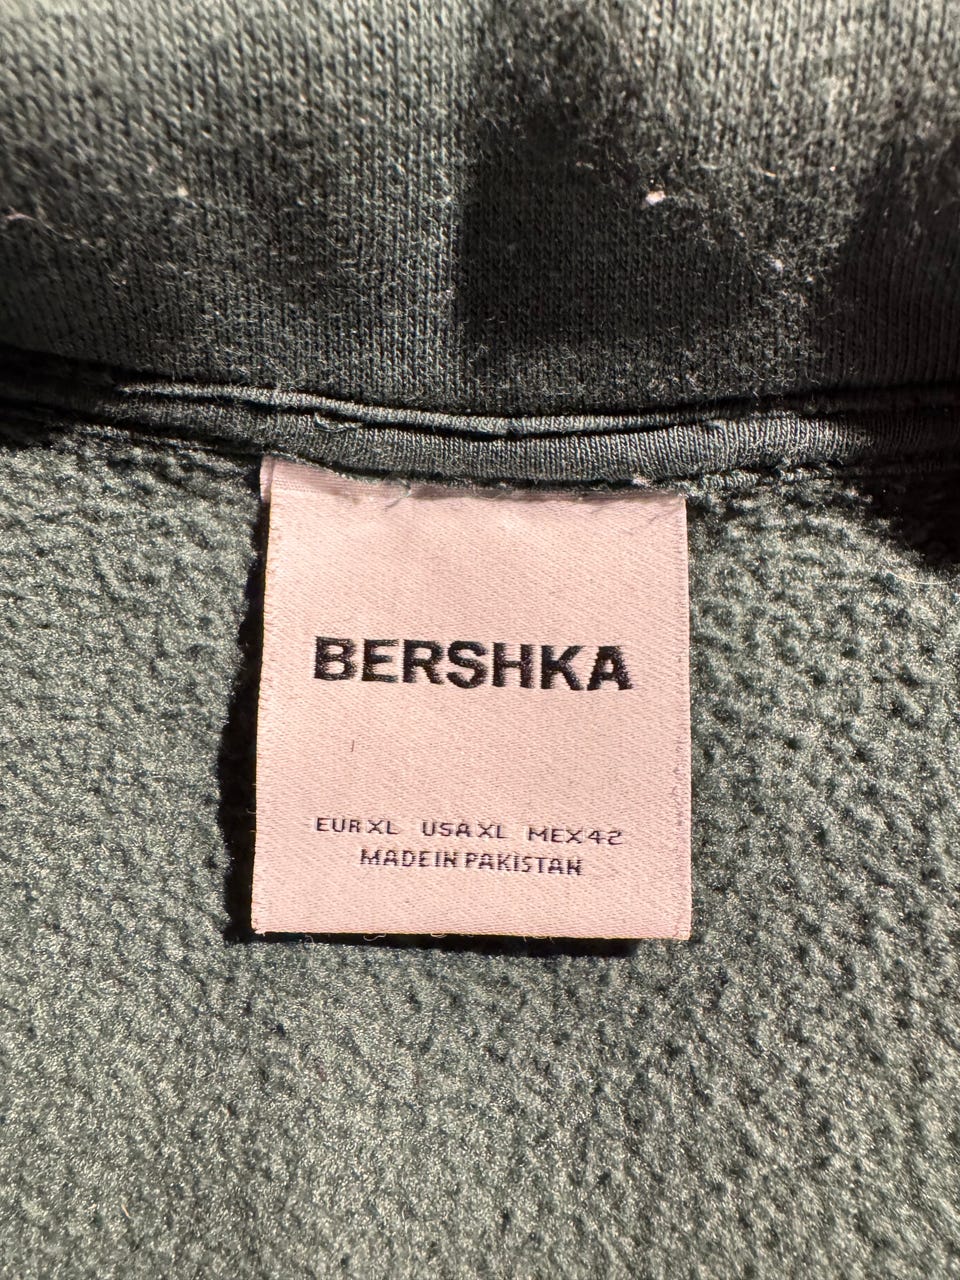 BERSHKA
EUR XL USA XL MEX 42
MADE IN PAKISTAN